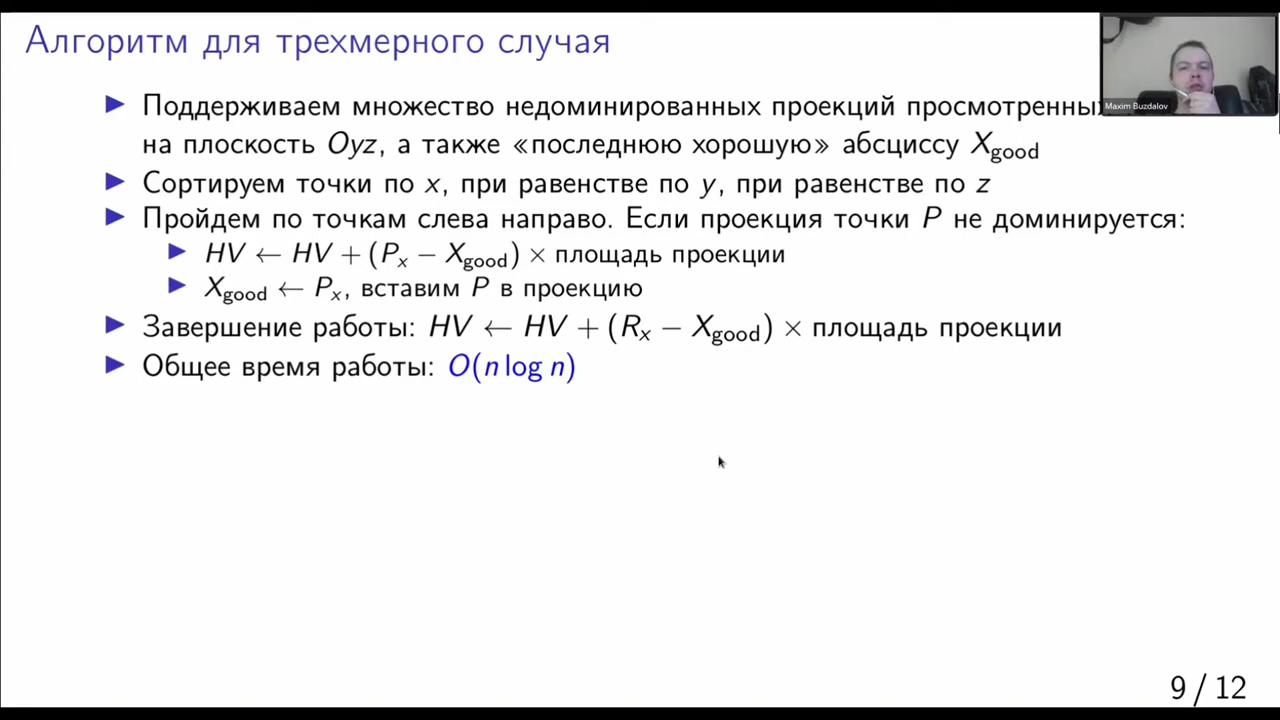 Алгоритм для трехмерного случая
Maxim Buzdalov
▶ Поддерживаем множество недоминированных проекций
на плоскость Oyz, а также «последнюю хорошую» абсциссу X_good
▶ Сортируем точки по x, при равенстве по y, при равенстве по z
▶ Пройдем по точкам слева направо. Если проекция точки P не доминируется:
▶ HV ← HV + (P_x − X_good) × площадь проекции
▶ X_good ← P_x, вставим P в проекцию
▶ Завершение работы: HV ← HV + (R_x − X_good) × площадь проекции
▶ Общее время работы: O(n log n)
9 / 12